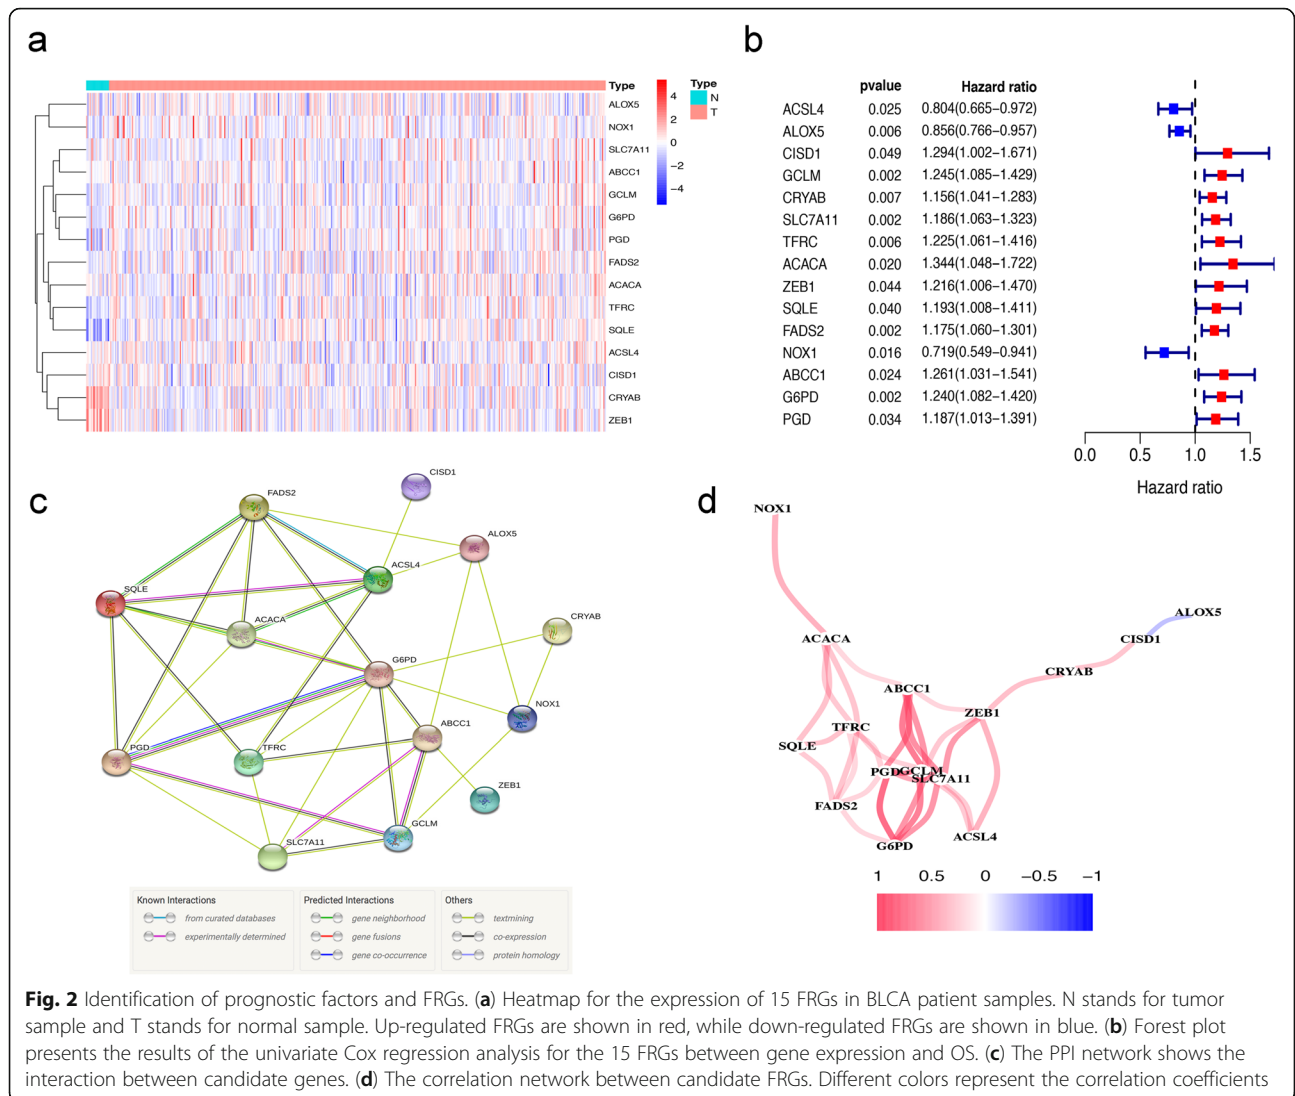 a
Type
ALOX5
NOX1
SLC7A11
ABCC1
GCLM
G6PD
PGD
FADS2
ACACA
TFRC
SQLE
ACSL4
CISD1
CRYAB
ZEB1
4
2
0
−2
−4
Type
N
T
b
pvalue Hazard ratio
ACSL4 0.025 0.804(0.665−0.972)
ALOX5 0.006 0.856(0.766−0.957)
CISD1 0.049 1.294(1.002−1.671)
GCLM 0.002 1.245(1.085−1.429)
CRYAB 0.007 1.156(1.041−1.283)
SLC7A11 0.002 1.186(1.063−1.323)
TFRC 0.006 1.225(1.061−1.416)
ACACA 0.020 1.344(1.048−1.722)
ZEB1 0.044 1.216(1.006−1.470)
SQLE 0.040 1.193(1.008−1.411)
FADS2 0.002 1.175(1.060−1.301)
NOX1 0.016 0.719(0.549−0.941)
ABCC1 0.024 1.261(1.031−1.541)
G6PD 0.002 1.240(1.082−1.420)
PGD 0.034 1.187(1.013−1.391)
0.0 0.5 1.0 1.5
Hazard ratio
c
CISD1
FADS2
ALOX5
ACSL4
SQLE
ACACA
CRYAB
G6PD
NOX1
ABCC1
PGD
TFRC
ZEB1
GCLM
SLC7A11
Known Interactions
from curated databases
experimentally determined
Predicted Interactions
gene neighborhood
gene fusions
gene co-occurrence
Others
textmining
co-expression
protein homology
d
NOX1
ALOX5
CISD1
ACACA
CRYAB
ABCC1
ZEB1
TFRC
SQLE
PGD
GCLM
SLC7A11
FADS2
ACSL4
G6PD
1 0.5 0 −0.5 −1
Fig. 2 Identification of prognostic factors and FRGs. (a) Heatmap for the expression of 15 FRGs in BLCA patient samples. N stands for tumor
sample and T stands for normal sample. Up-regulated FRGs are shown in red, while down-regulated FRGs are shown in blue. (b) Forest plot
presents the results of the univariate Cox regression analysis for the 15 FRGs between gene expression and OS. (c) The PPI network shows the
interaction between candidate genes. (d) The correlation network between candidate FRGs. Different colors represent the correlation coefficients